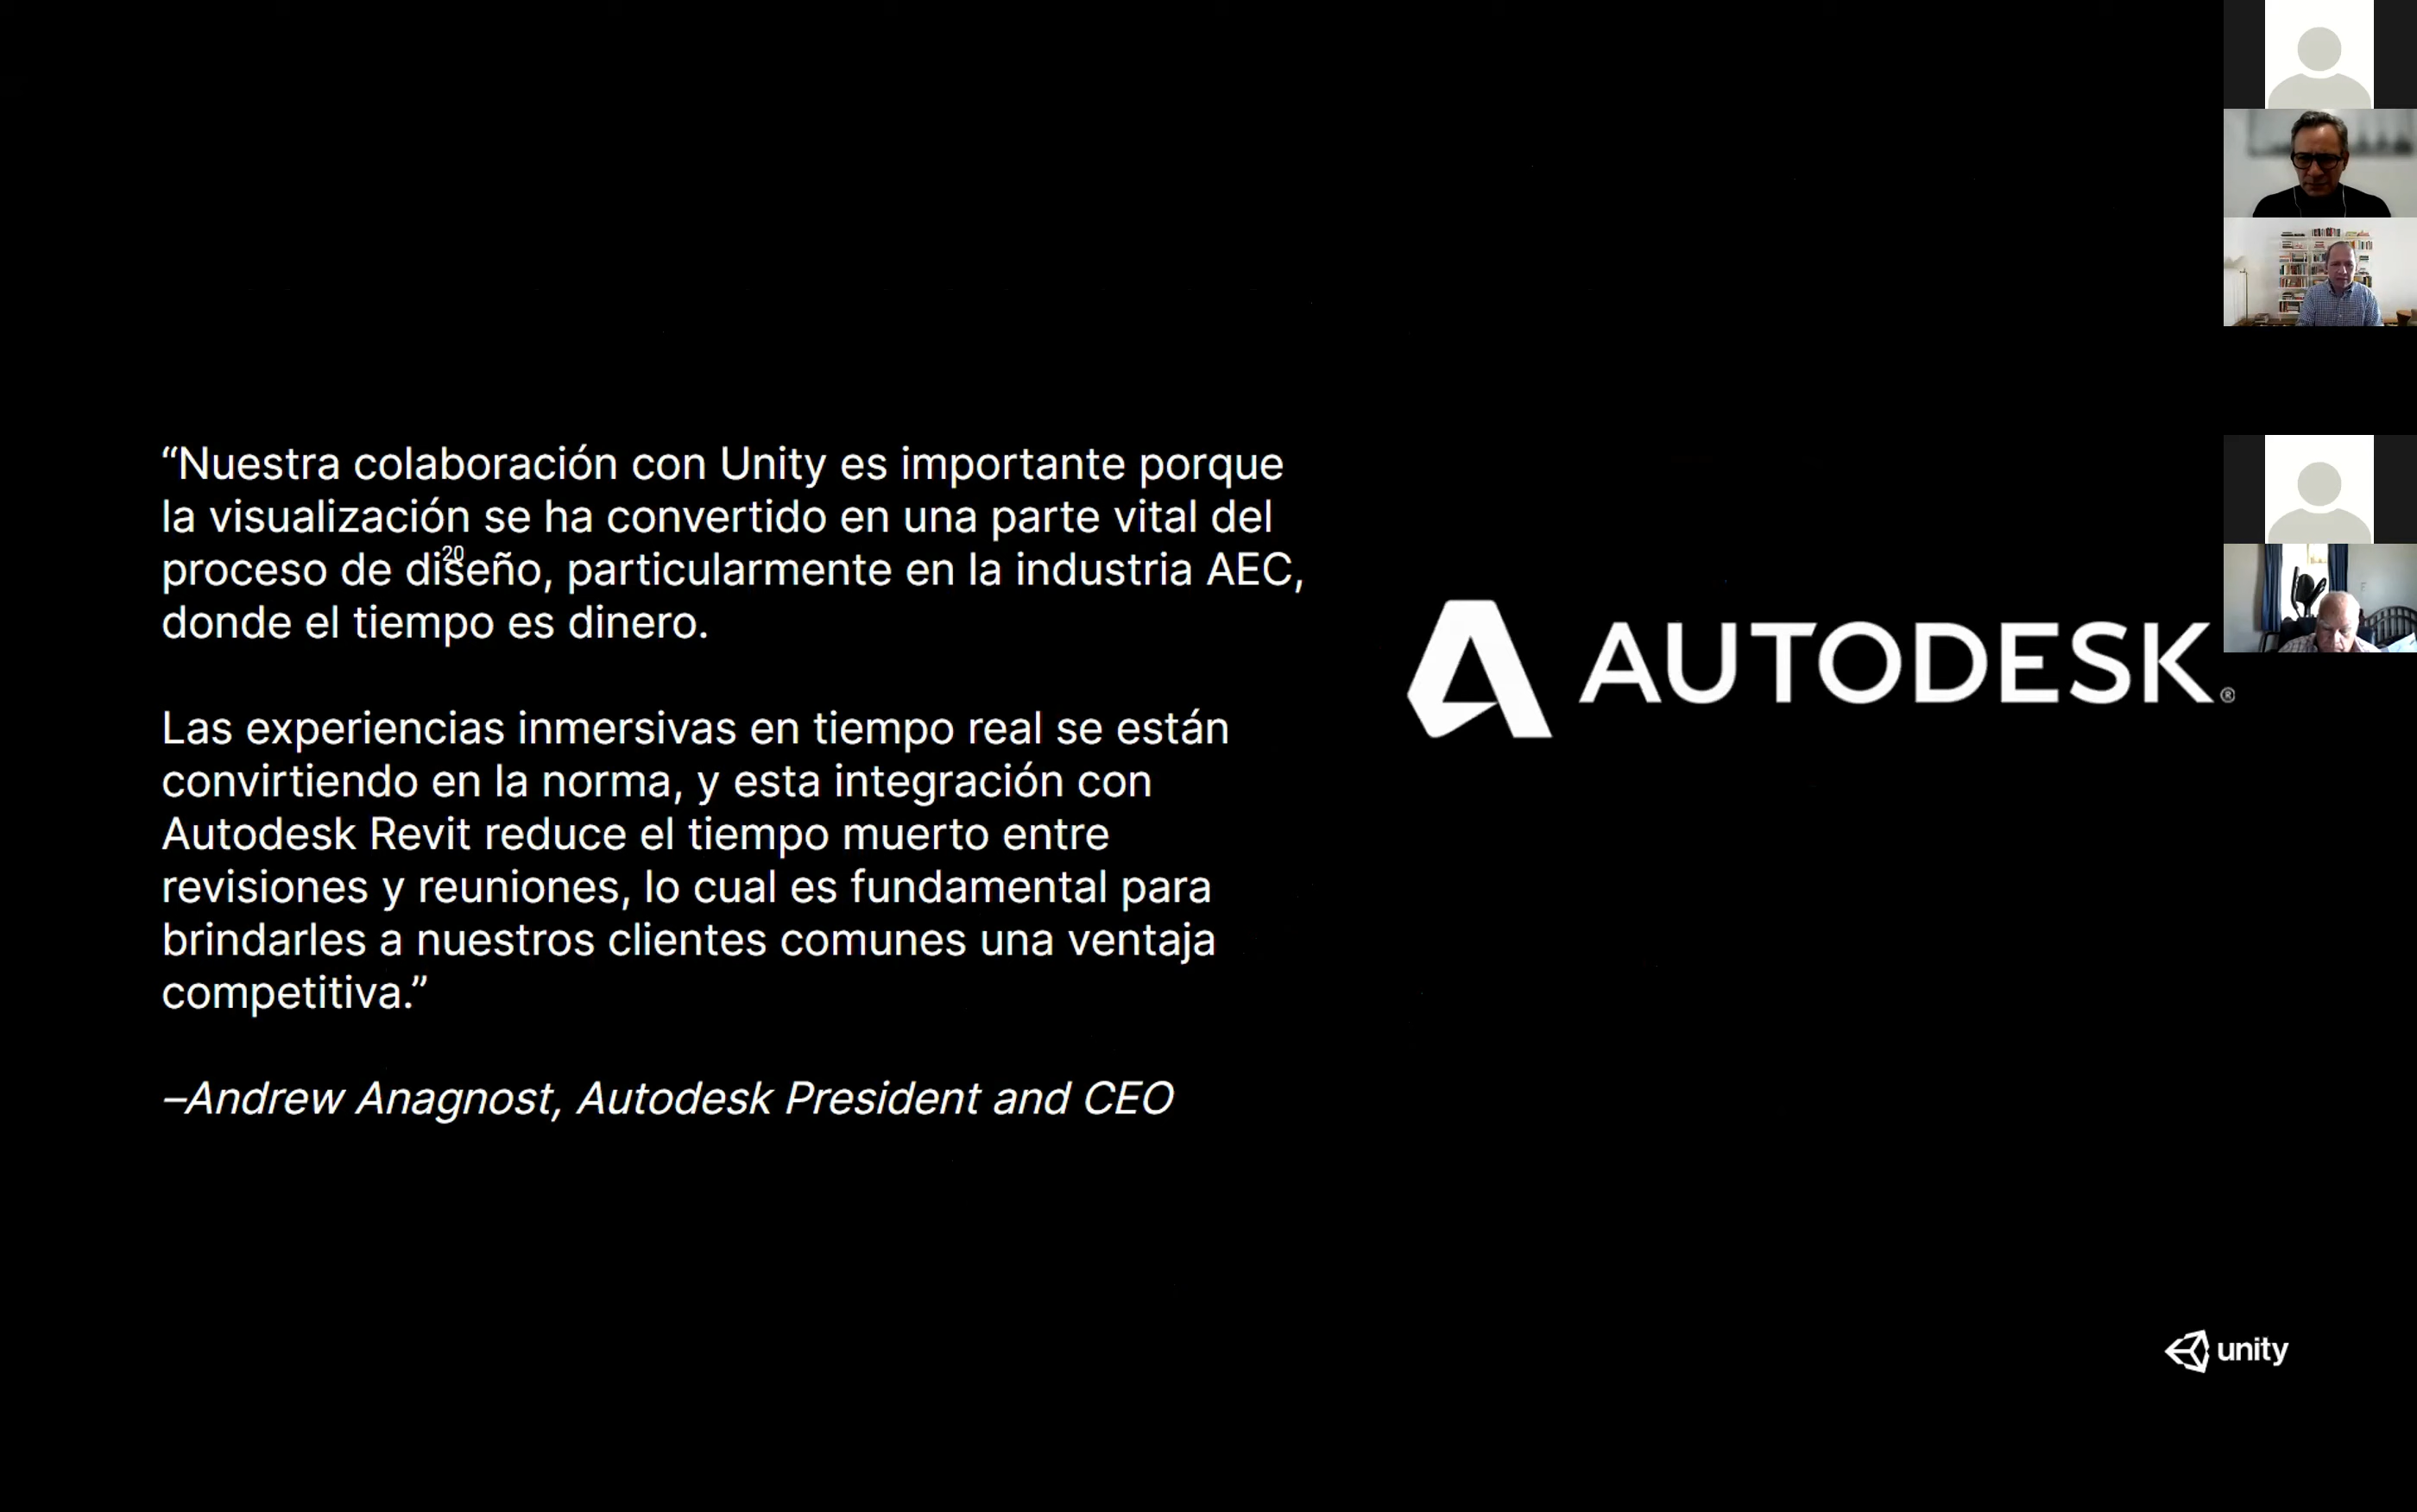 “Nuestra colaboración con Unity es importante porque
la visualización se ha convertido en una parte vital del
proceso de diseño, particularmente en la industria AEC,
donde el tiempo es dinero.
20
Las experiencias inmersivas en tiempo real se están
convirtiendo en la norma, y esta integración con
Autodesk Revit reduce el tiempo muerto entre
revisiones y reuniones, lo cual es fundamental para
brindarles a nuestros clientes comunes una ventaja
competitiva.”
–Andrew Anagnost, Autodesk President and CEO
AUTODESK®
unity